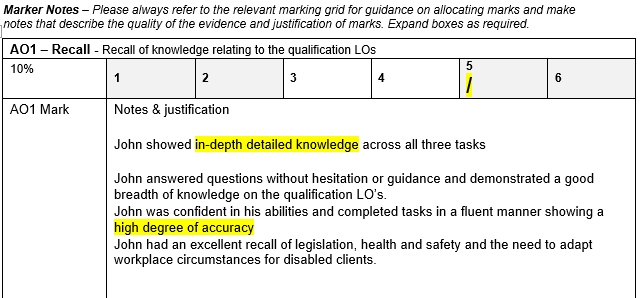 Marker Notes – Please always refer to the relevant marking grid for guidance on allocating marks and make
notes that describe the quality of the evidence and justification of marks. Expand boxes as required.
AO1 – Recall - Recall of knowledge relating to the qualification LOs
10% 1 2 3 4 5 6
/
AO1 Mark Notes & justification
John showed in-depth detailed knowledge across all three tasks
John answered questions without hesitation or guidance and demonstrated a good
breadth of knowledge on the qualification LO's.
John was confident in his abilities and completed tasks in a fluent manner showing a
high degree of accuracy
John had an excellent recall of legislation, health and safety and the need to adapt
workplace circumstances for disabled clients.